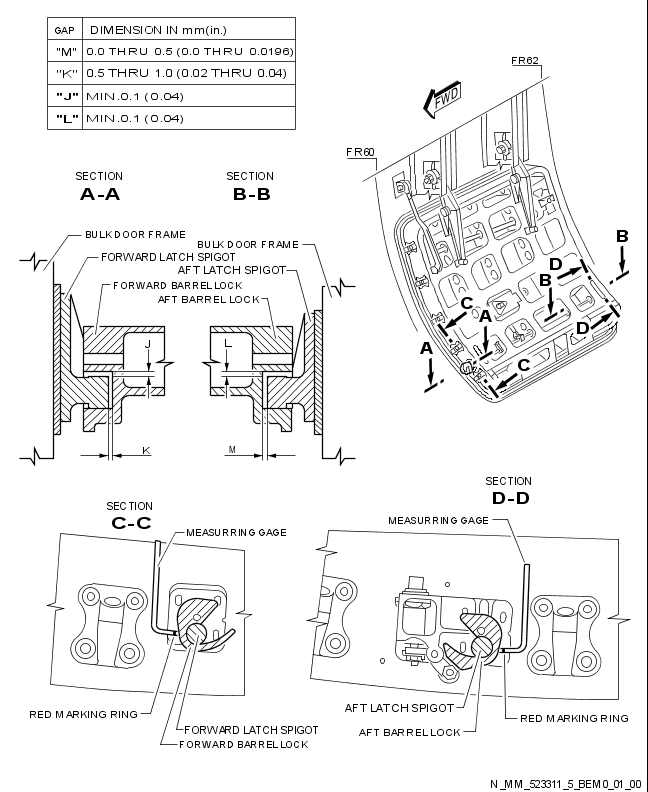 GAP DIMENSION IN mm(in.)
"M" 0.0 THRU 0.5 (0.0 THRU 0.0196)
"K" 0.5 THRU 1.0 (0.02 THRU 0.04)
"J" MIN.0.1 (0.04)
"L" MIN.0.1 (0.04)
FR62
FWD
FR60
SECTION
A-A
SECTION
B-B
BULK DOOR FRAME
FORWARD LATCH SPIGOT
FORWARD BARREL LOCK
BULK DOOR FRAME
AFT LATCH SPIGOT
AFT BARREL LOCK
J
L
K
M
B
D
B
C
A
D
A
C
SECTION
C-C
MEASURRING GAGE
RED MARKING RING
FORWARD LATCH SPIGOT
FORWARD BARREL LOCK
SECTION
D-D
MEASURRING GAGE
AFT LATCH SPIGOT
AFT BARREL LOCK
RED MARKING RING
N_MM_523311_5_BEM0_01_00